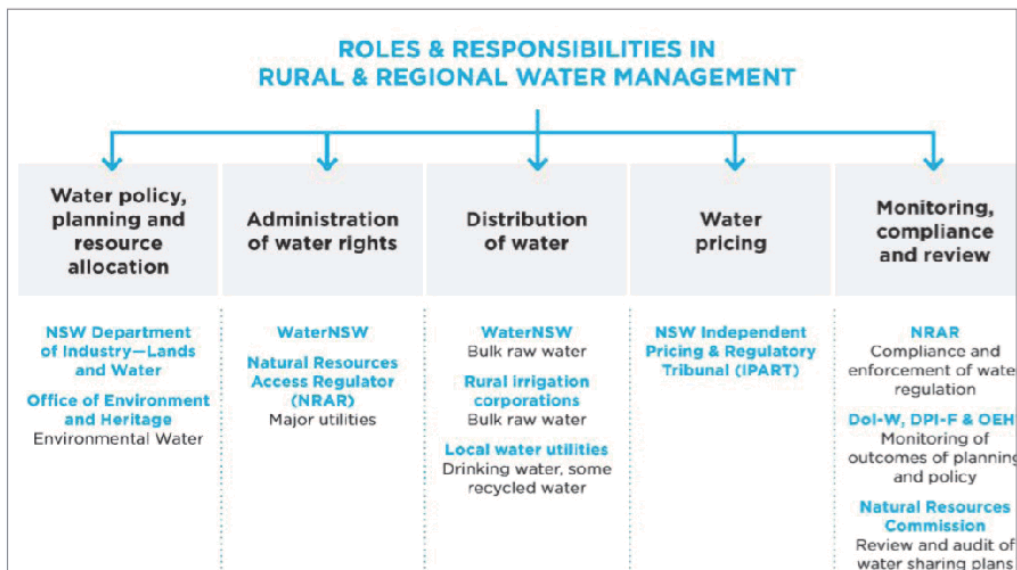 ROLES & RESPONSIBILITIES IN
RURAL & REGIONAL WATER MANAGEMENT
Water policy,
planning and
resource
allocation
NSW Department
of Industry—Lands
and Water
Office of Environment
and Heritage
Environmental Water
Administration
of water rights
WaterNSW
Natural Resources
Access Regulator
(NRAR)
Major utilities
Distribution
of water
WaterNSW
Bulk raw water
Rural irrigation
corporations
Bulk raw water
Local water utilities
Drinking water, some
recycled water
Water
pricing
NSW Independent
Pricing & Regulatory
Tribunal (IPART)
Monitoring,
compliance
and review
NRAR
Compliance and
enforcement of water
regulation
DoI-W, DPI-F & OEH
Monitoring of
outcomes of planning
and policy
Natural Resources
Commission
Review and audit of
water sharing plans